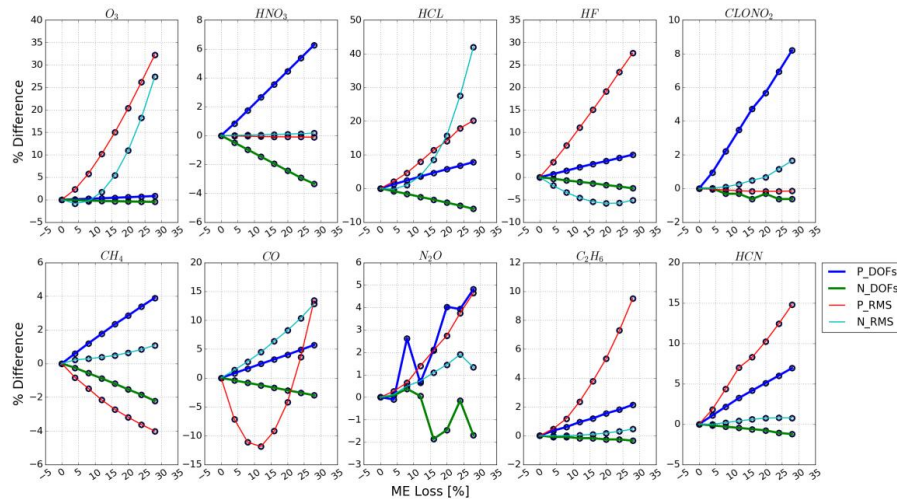 O3 HNO3 HCL HF CLONO2
40 8 50 35 10
35 6 40 30 8
30 4 30 25 6
25 2 20 20 4
20 0 10 15 2
15 −2 0 10 0
10 −4 −10 5 −2
5 −6 0
0 −5
−5 −10
% Difference
−5 0 5 10 15 20 25 30 35 −5 0 5 10 15 20 25 30 35 −5 0 5 10 15 20 25 30 35 −5 0 5 10 15 20 25 30 35 −5 0 5 10 15 20 25 30 35
CH4 CO N2O C2H6 HCN
6 20 6 12 20
4 15 5 10 15
2 10 4 8 10
0 5 3 6 5
−2 0 2 4 0
−4 −5 1 2 −5
−6 −10 0 0
−15 −1 −2
−2
−3
% Difference
−5 0 5 10 15 20 25 30 35 −5 0 5 10 15 20 25 30 35 −5 0 5 10 15 20 25 30 35 −5 0 5 10 15 20 25 30 35 −5 0 5 10 15 20 25 30 35
ME Loss [%]
P_DOFs
N_DOFs
P_RMS
N_RMS